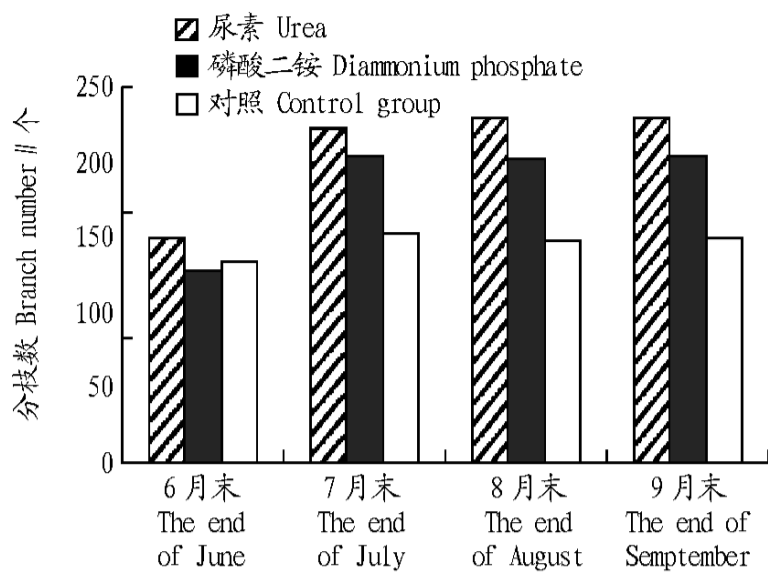 尿素 Urea
磷酸二铵 Diammonium phosphate
对照 Control group
分枝数 Branch number // 个
250
200
150
100
50
0
6月末
The end
of June
7月末
The end
of July
8月末
The end
of August
9月末
The end of
Semptember